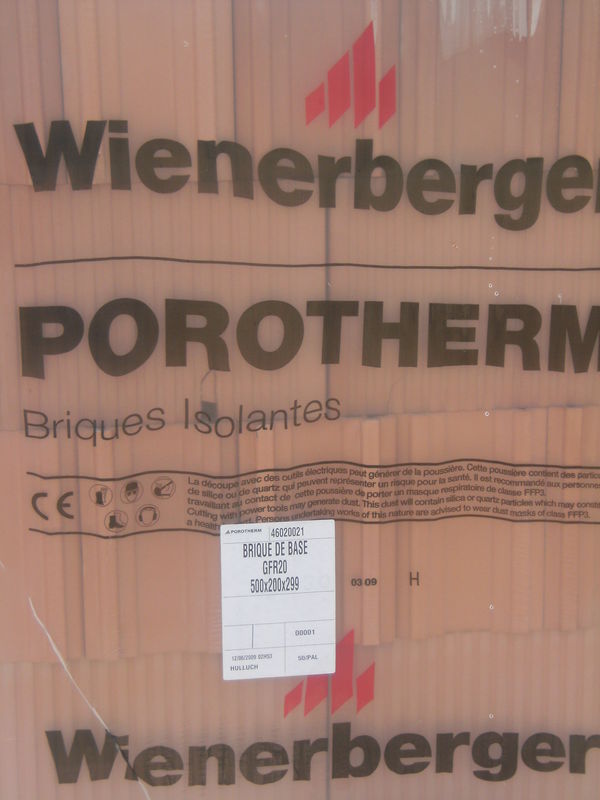 Wienerberger
POROTHERM
Briques Isolantes
La découpe avec des outils électriques peut générer de la poussière. Cette poussière contient des
de silice ou de quartz qui peuvent représenter un risque pour la santé. Il est recommandé aux personnes
travaillant au contact de cette poussière de porter un masque respiratoire de classe FFP3.
Cutting with power tools may generate dust. This dust will contain silica or quartz particles which may
a health Persons undertaking works of this nature are advised to wear dust masks of class FFP3.
CE
POROTHERM 46020021
BRIQUE DE BASE
GFR20
500x200x299
03 09 H
00001
12/06/2009 02HS3 50/PAL
HULLUCH
Wienerberger